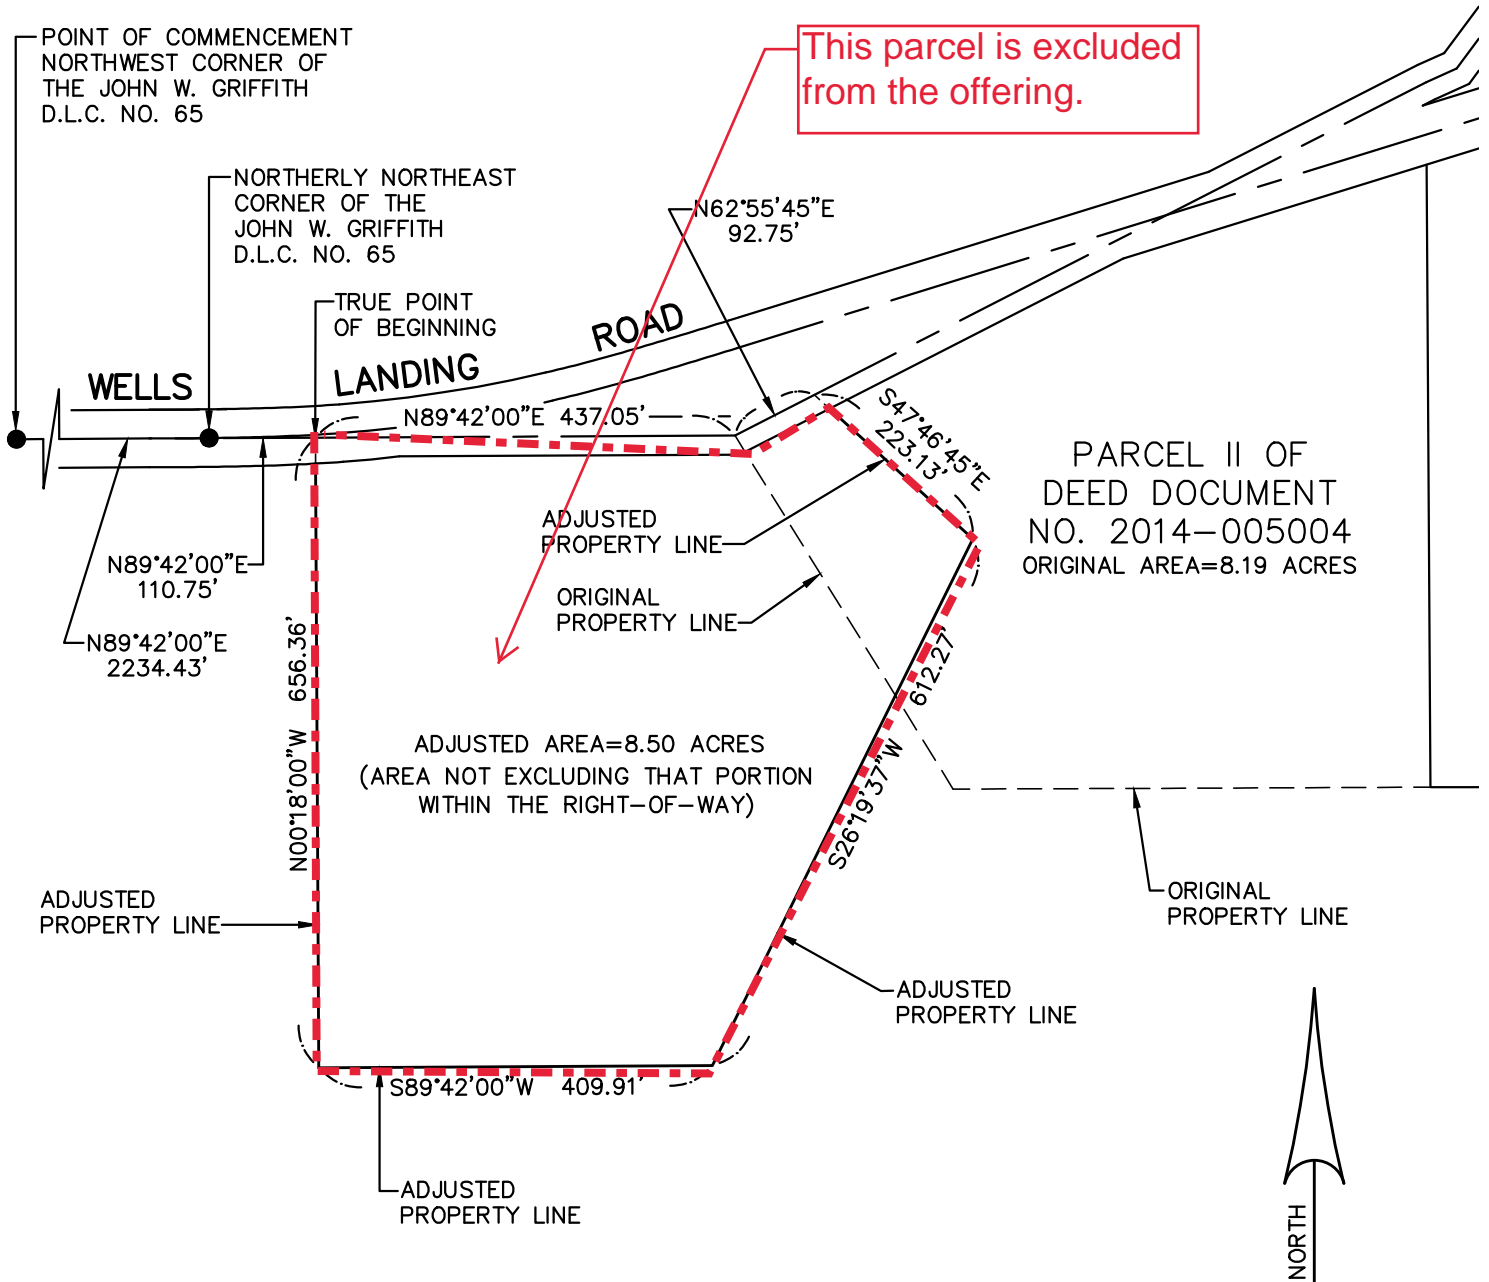 POINT OF COMMENCEMENT
NORTHWEST CORNER OF
THE JOHN W. GRIFFITH
D.L.C. NO. 65
This parcel is excluded
from the offering.
NORTHERLY NORTHEAST
CORNER OF THE
JOHN W. GRIFFITH
D.L.C. NO. 65
N62°55'45"E
92.75'
TRUE POINT
OF BEGINNING
WELLS LANDING ROAD
N89°42'00"E 437.05'
S47°46'45"E
223.13'
PARCEL II OF
DEED DOCUMENT
NO. 2014-005004
ORIGINAL AREA=8.19 ACRES
ADJUSTED
PROPERTY LINE
N89°42'00"E
110.75'
ORIGINAL
PROPERTY LINE
N89°42'00"E
2234.43'
N00°18'00"W 656.36'
S26°19'37"W 612.27'
ADJUSTED AREA=8.50 ACRES
(AREA NOT EXCLUDING THAT PORTION
WITHIN THE RIGHT-OF-WAY)
ADJUSTED
PROPERTY LINE
ORIGINAL
PROPERTY LINE
ADJUSTED
PROPERTY LINE
S89°42'00"W 409.91'
ADJUSTED
PROPERTY LINE
NORTH